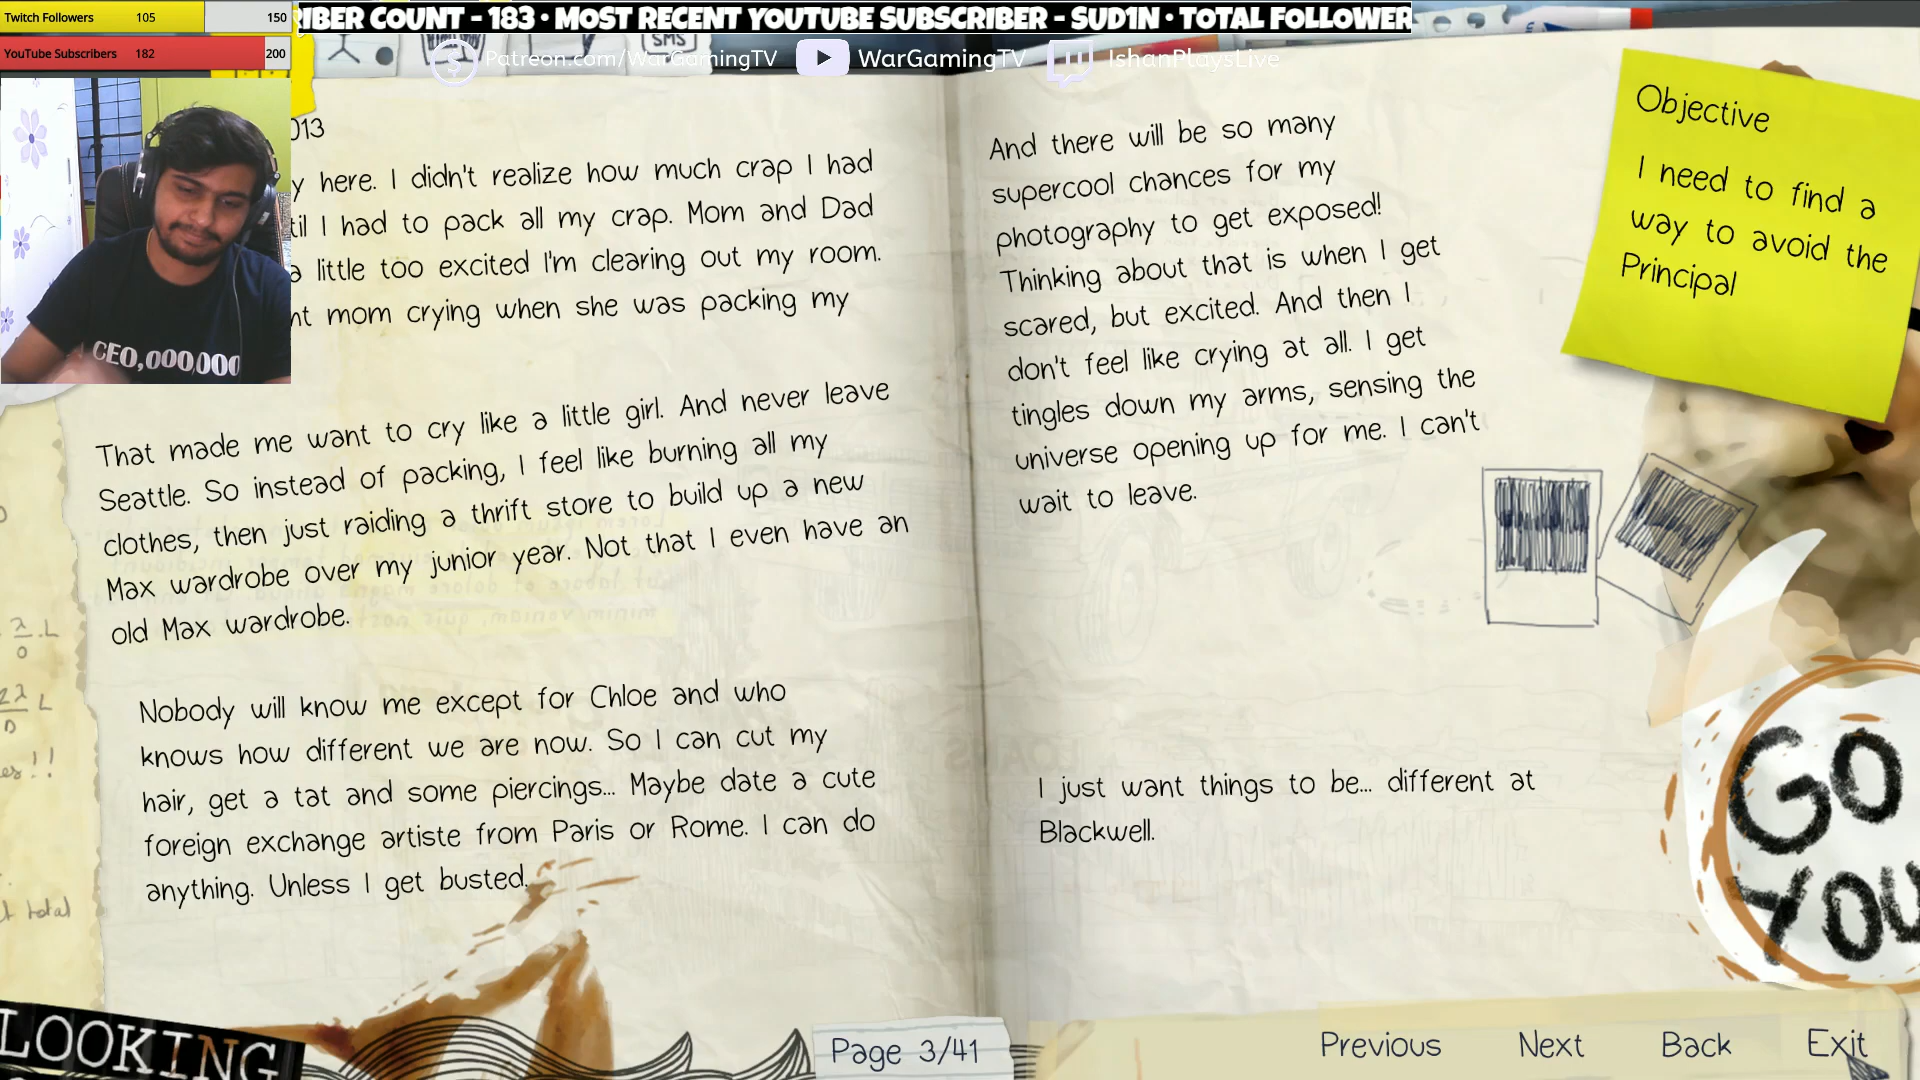 Twitch Followers 105 150
RIBER COUNT - 183 • MOST RECENT YOUTUBE SUBSCRIBER - SUD1N • TOTAL FOLLOWER
YouTube Subscribers 182 200
SMS
Patreon.com/WarGamingTV WarGamingTV IshanPlaysLive
013
y here. I didn't realize how much crap I had
til I had to pack all my crap. Mom and Dad
a little too excited I'm clearing out my room.
nt mom crying when she was packing my
That made me want to cry like a little girl. And never leave
Seattle. So instead of packing, I feel like burning all my
clothes, then just raiding a thrift store to build up a new
Max wardrobe over my junior year. Not that I even have an
old Max wardrobe.
Nobody will know me except for Chloe and who
knows how different we are now. So I can cut my
hair, get a tat and some piercings... Maybe date a cute
foreign exchange artiste from Paris or Rome. I can do
anything. Unless I get busted.
And there will be so many
supercool chances for my
photography to get exposed!
Thinking about that is when I get
scared, but excited. And then I
don't feel like crying at all. I get
tingles down my arms, sensing the
universe opening up for me. I can't
wait to leave.
I just want things to be... different at
Blackwell.
Objective
I need to find a
way to avoid the
Principal
CEO,000,000
GO
YOU
total
LOOKING
Page 3/41
Previous Next Back Exit